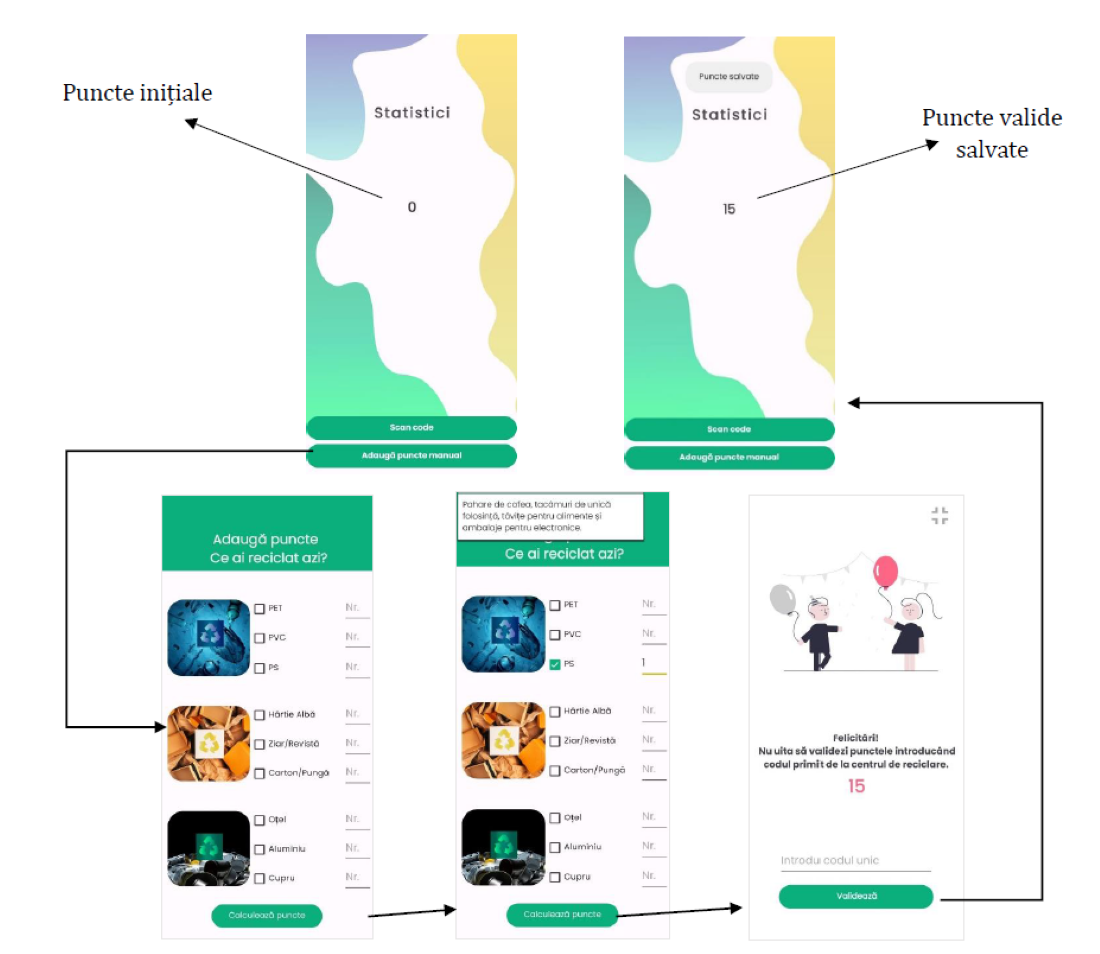 Puncte inițiale
Statistici
0
Scan code
Adaugă puncte manual
Puncte salvate
Statistici
15
Scan code
Adaugă puncte manual
Puncte valide
salvate
Adaugă puncte
Ce ai reciclat azi?
PET Nr.
PVC Nr.
PS Nr.
Hârtie Albă Nr.
Ziar/Revistă Nr.
Carton/Pungă Nr.
Oțel Nr.
Aluminiu Nr.
Cupru Nr.
Calculează puncte
Pahare de cafea, tacâmuri de unică
folosință, tăvițe pentru alimente și
ambalaje pentru electronice.
Ce ai reciclat azi?
PET Nr.
PVC Nr.
PS 1
Hârtie Albă Nr.
Ziar/Revistă Nr.
Carton/Pungă Nr.
Oțel Nr.
Aluminiu Nr.
Cupru Nr.
Calculează puncte
Felicitări!
Nu uita să validezi punctele introducând
codul primit de la centrul de reciclare.
15
Introdu codul unic
Validează